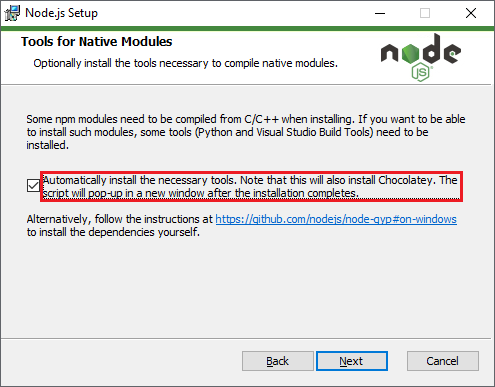 Node.js Setup
Tools for Native Modules
Optionally install the tools necessary to compile native modules.
node
JS
Some npm modules need to be compiled from C/C++ when installing. If you want to be able
to install such modules, some tools (Python and Visual Studio Build Tools) need to be
installed.
Automatically install the necessary tools. Note that this will also install Chocolatey. The
script will pop-up in a new window after the installation completes.
Alternatively, follow the instructions at https://github.com/nodejs/node-gyp#on-windows
to install the dependencies yourself.
Back Next Cancel